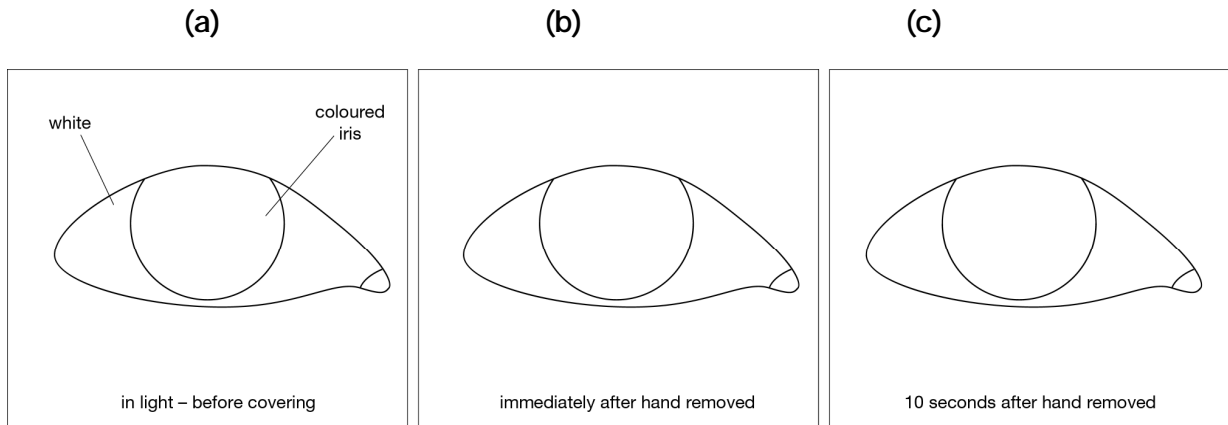 (a)
(b)
(c)
white
coloured
iris
in light – before covering
immediately after hand removed
10 seconds after hand removed